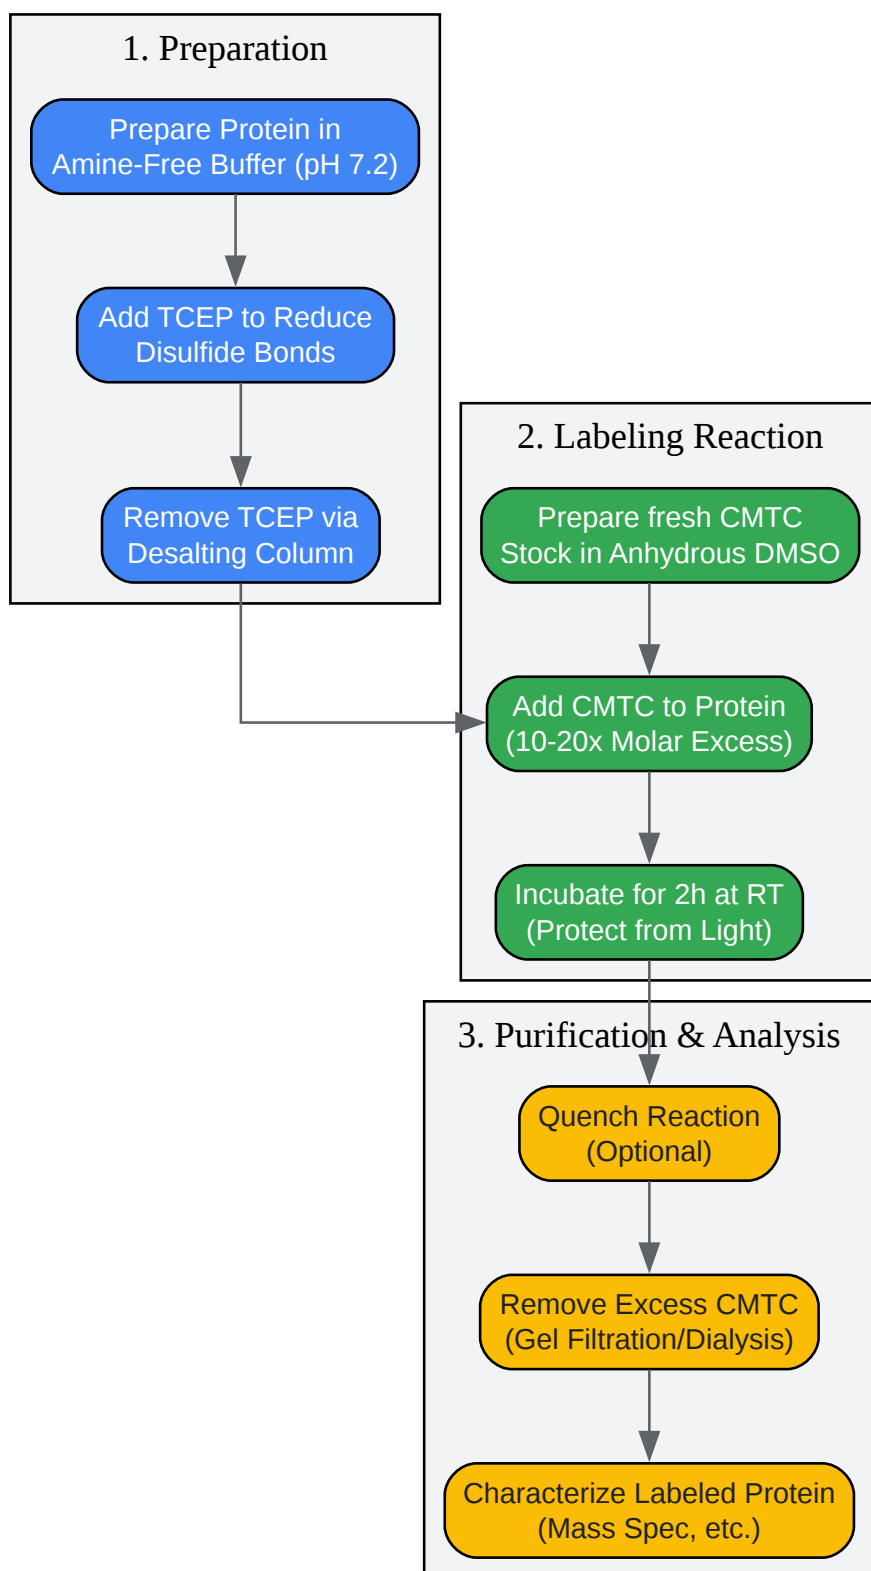 1. Preparation
Prepare Protein in
Amine-Free Buffer (pH 7.2)
Add TCEP to Reduce
Disulfide Bonds
Remove TCEP via
Desalting Column
2. Labeling Reaction
Prepare fresh CMTC
Stock in Anhydrous DMSO
Add CMTC to Protein
(10-20x Molar Excess)
Incubate for 2h at RT
(Protect from Light)
3. Purification & Analysis
Quench Reaction
(Optional)
Remove Excess CMTC
(Gel Filtration/Dialysis)
Characterize Labeled Protein
(Mass Spec, etc.)